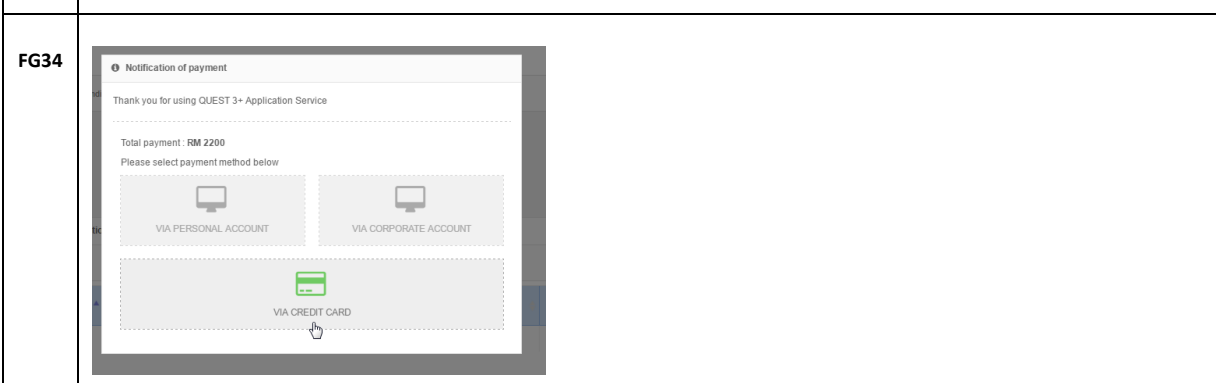 FG34
Notification of payment
Thank you for using QUEST 3+ Application Service
Total payment : RM 2200
Please select payment method below
VIA PERSONAL ACCOUNT VIA CORPORATE ACCOUNT
VIA CREDIT CARD